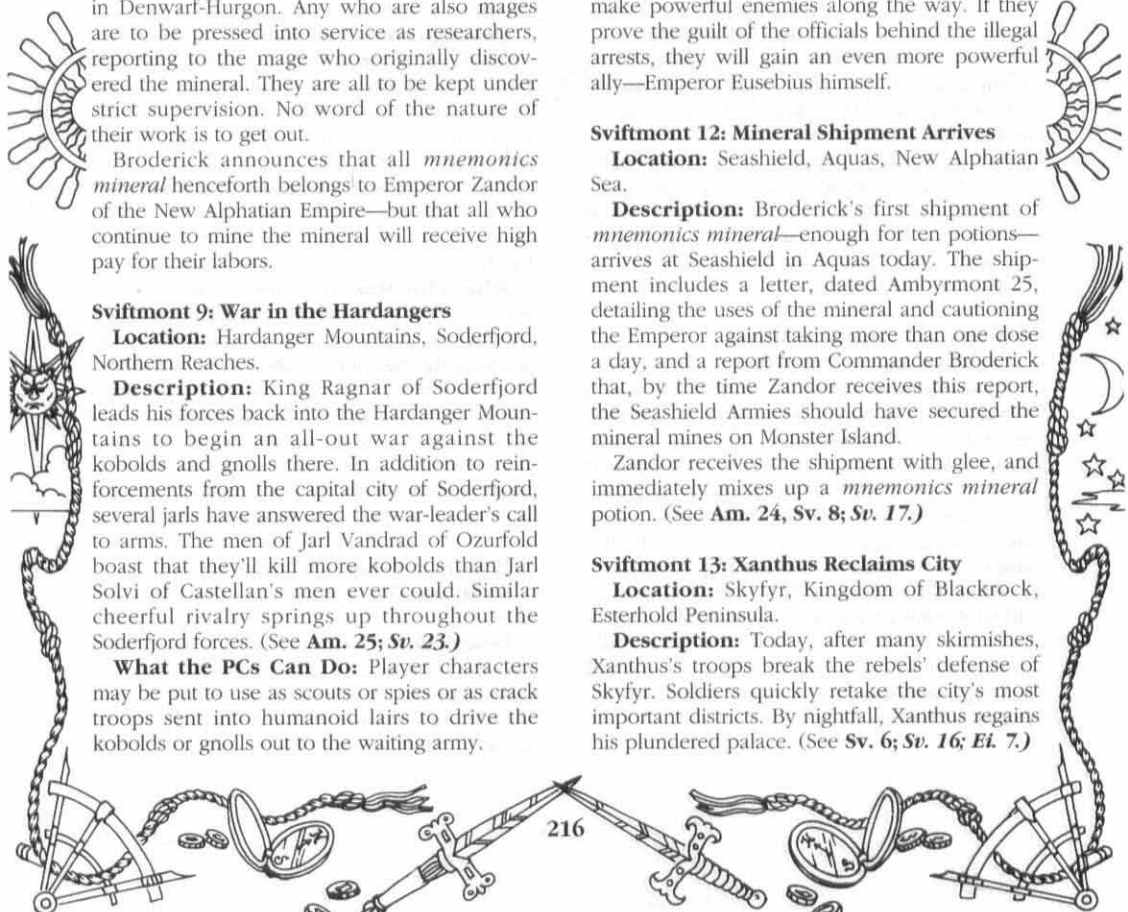 in Denwarf-Hurgon. Any who are also mages
are to be pressed into service as researchers,
reporting to the mage who originally discov-
ered the mineral. They are all to be kept under
strict supervision. No word of the nature of
their work is to get out.
Broderick announces that all mnemonics
mineral henceforth belongs to Emperor Zandor
of the New Alphatian Empire—but that all who
continue to mine the mineral will receive high
pay for their labors.
Sviftmont 9: War in the Hardangers
Location: Hardanger Mountains, Soderfjord,
Northern Reaches.
Description: King Ragnar of Soderfjord
leads his forces back into the Hardanger Moun-
tains to begin an all-out war against the
kobolds and gnolls there. In addition to rein-
forcements from the capital city of Soderfjord,
several jarls have answered the war-leader's call
to arms. The men of Jarl Vandrad of Ozurfold
boast that they'll kill more kobolds than Jarl
Solvi of Castellan's men ever could. Similar
cheerful rivalry springs up throughout the
Soderfjord forces. (See Am. 25; Sv. 23.)
What the PCs Can Do: Player characters
may be put to use as scouts or spies or as crack
troops sent into humanoid lairs to drive the
kobolds or gnolls out to the waiting army.
make powerful enemies along the way. If they
prove the guilt of the officials behind the illegal
arrests, they will gain an even more powerful
ally—Emperor Eusebius himself.
Sviftmont 12: Mineral Shipment Arrives
Location: Seashield, Aquas, New Alphatian
Sea.
Description: Broderick's first shipment of
mnemonics mineral—enough for ten potions—
arrives at Seashield in Aquas today. The ship-
ment includes a letter, dated Ambyrmont 25,
detailing the uses of the mineral and cautioning
the Emperor against taking more than one dose
a day, and a report from Commander Broderick
that, by the time Zandor receives this report,
the Seashield Armies should have secured the
mineral mines on Monster Island.
Zandor receives the shipment with glee, and
immediately mixes up a mnemonics mineral
potion. (See Am. 24, Sv. 8; Sv. 17.)
Sviftmont 13: Xanthus Reclaims City
Location: Skyfyr, Kingdom of Blackrock,
Esterhold Peninsula.
Description: Today, after many skirmishes,
Xanthus's troops break the rebels' defense of
Skyfyr. Soldiers quickly retake the city's most
important districts. By nightfall, Xanthus regains
his plundered palace. (See Sv. 6; Sv. 16; Ei. 7.)
216